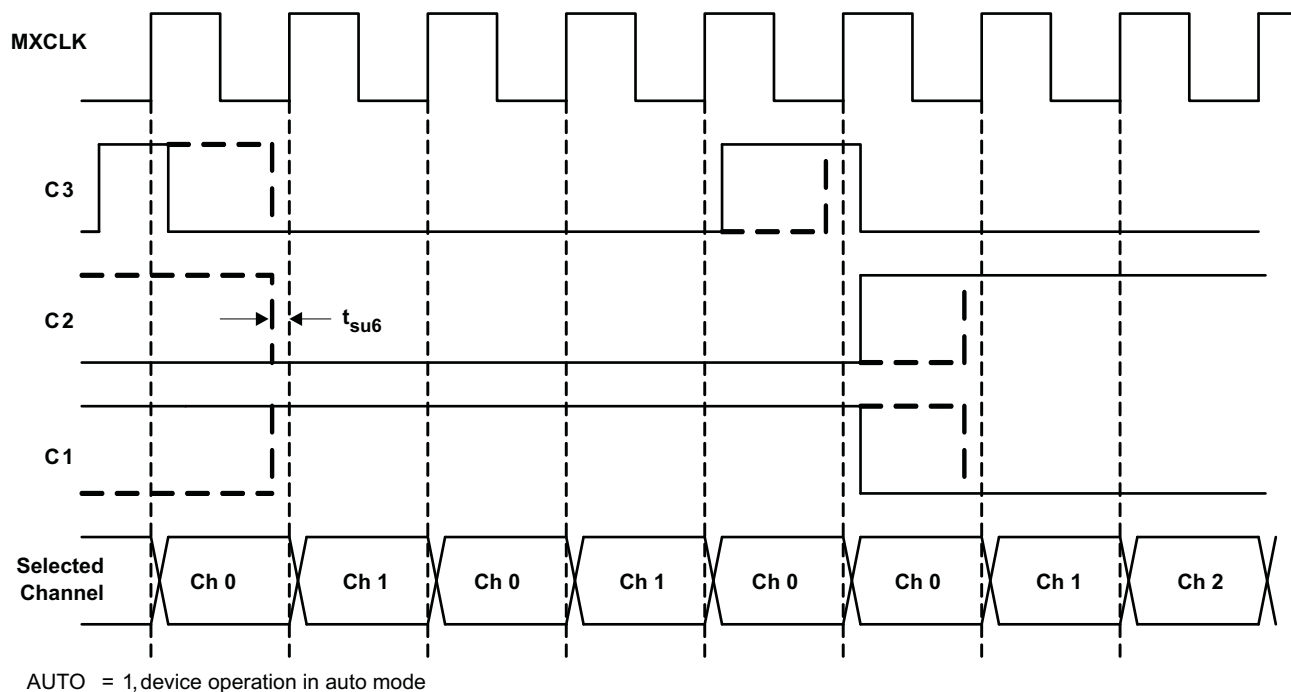 MXCLK
C3
C2
t_su6
C1
Selected
Channel
Ch 0 Ch 1 Ch 0 Ch 1 Ch 0 Ch 0 Ch 1 Ch 2
AUTO = 1, device operation in auto mode